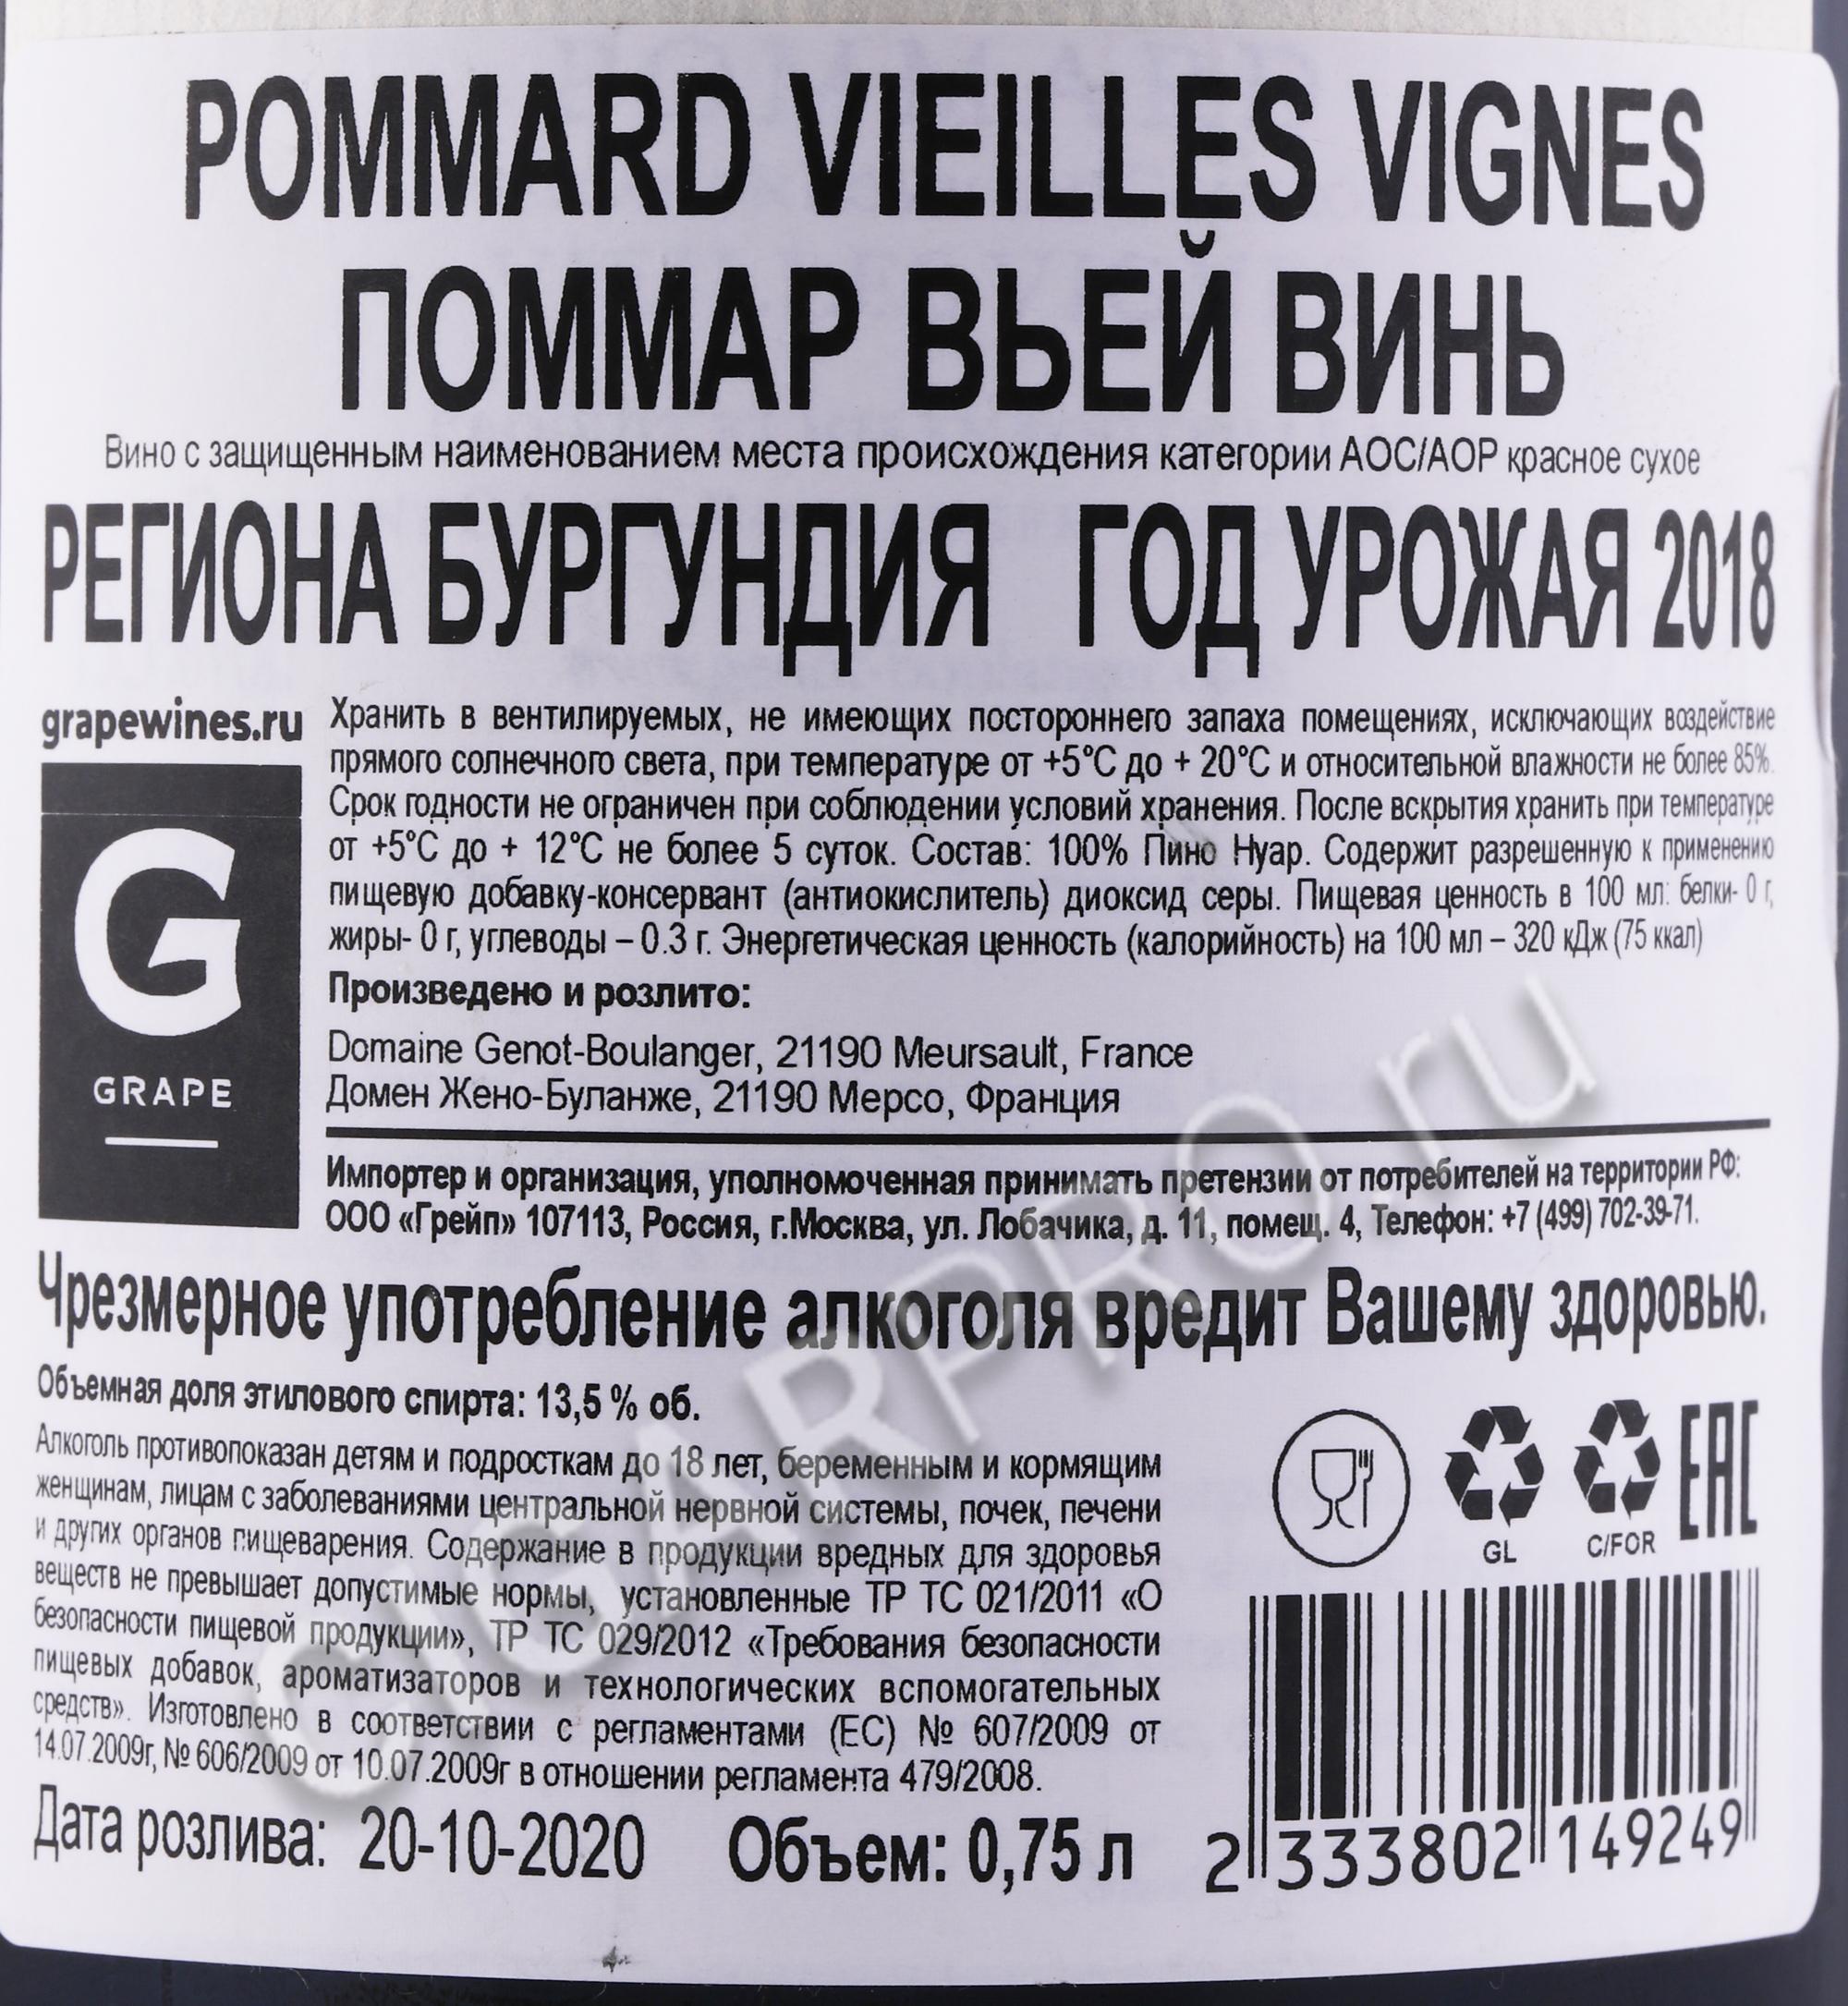 POMMARD VIEILLES VIGNES
ПОММАР ВЬЕЙ ВИНЬ
Вино с защищенным наименованием места происхождения категории AOC/AOP красное сухое
РЕГИОНА БУРГУНДИЯ ГОД УРОЖАЯ 2018
grapewines.ru
G
GRAPE
Хранить в вентилируемых, не имеющих постороннего запаха помещениях, исключающих воздействие
прямого солнечного света, при температуре от +5°С до + 20°С и относительной влажности не более 85%.
Срок годности не ограничен при соблюдении условий хранения. После вскрытия хранить при температуре
от +5°С до + 12°С не более 5 суток. Состав: 100% Пино Нуар. Содержит разрешенную к применению
пищевую добавку-консервант (антиокислитель) диоксид серы. Пищевая ценность в 100 мл: белки- 0 г,
жиры- 0 г, углеводы – 0.3 г. Энергетическая ценность (калорийность) на 100 мл – 320 кДж (75 ккал)
Произведено и розлито:
Domaine Genot-Boulanger, 21190 Meursault, France
Домен Жено-Буланже, 21190 Мерсо, Франция
Импортер и организация, уполномоченная принимать претензии от потребителей на территории РФ:
ООО «Грейп» 107113, Россия, г.Москва, ул. Лобачика, д. 11, помещ. 4, Телефон: +7 (499) 702-39-71.
Чрезмерное употребление алкоголя вредит Вашему здоровью.
Объемная доля этилового спирта: 13,5 % об.
Алкоголь противопоказан детям и подросткам до 18 лет, беременным и кормящим
женщинам, лицам с заболеваниями центральной нервной системы, почек, печени
и других органов пищеварения. Содержание в продукции вредных для здоровья
веществ не превышает допустимые нормы, установленные ТР ТС 021/2011 «О
безопасности пищевой продукции», ТР ТС 029/2012 «Требования безопасности
пищевых добавок, ароматизаторов и технологических вспомогательных
средств». Изготовлено в соответствии с регламентами (ЕС) № 607/2009 от
14.07.2009г, № 606/2009 от 10.07.2009г в отношении регламента 479/2008.
GL
C/FOR
EAC
Дата розлива: 20-10-2020 Объем: 0,75 л
2 333802 149249
CIGARPRO.ru